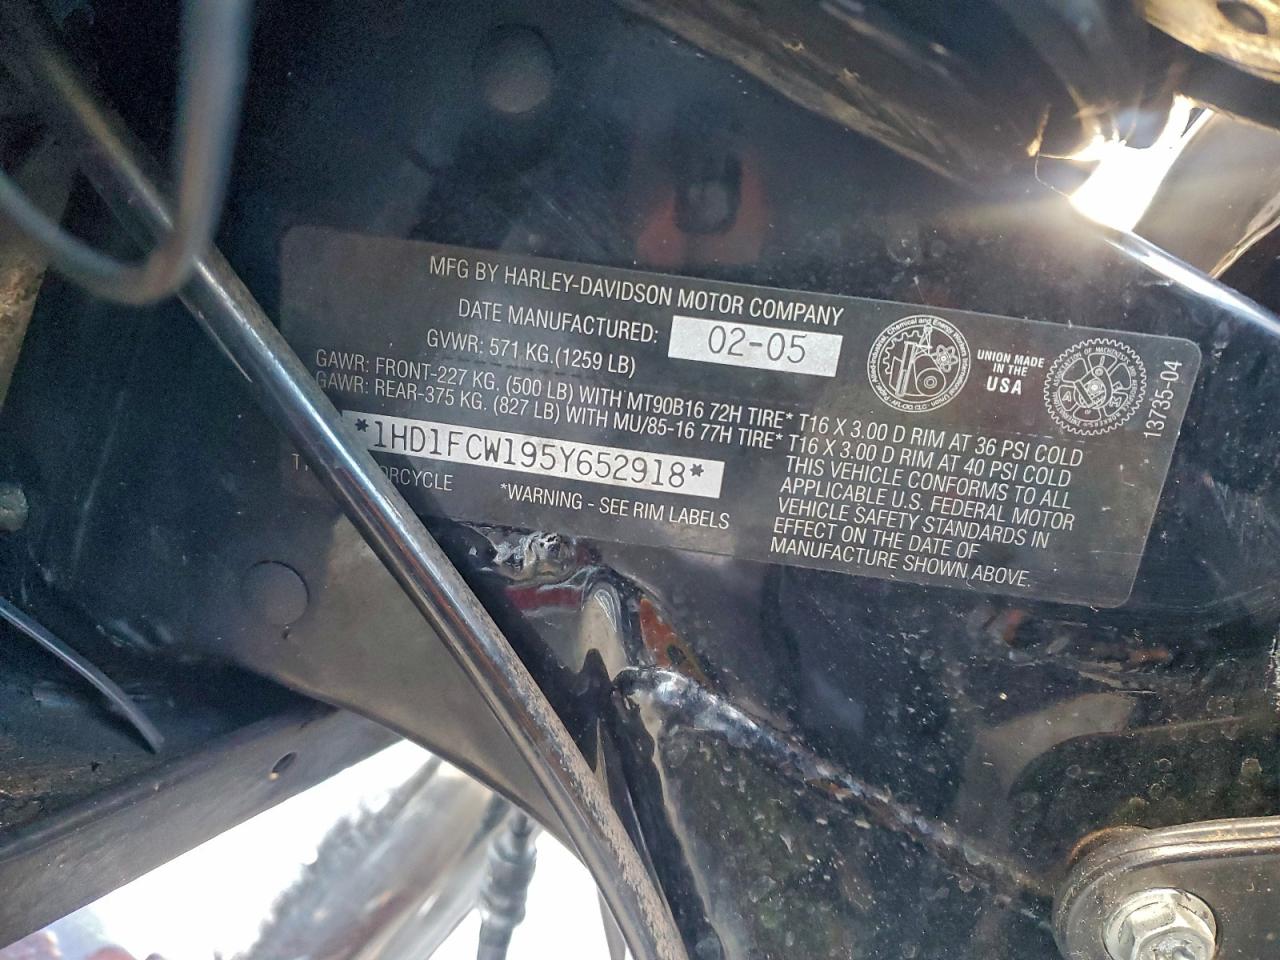 MFG BY HARLEY-DAVIDSON MOTOR COMPANY
DATE MANUFACTURED: 02-05
GVWR: 571 KG.(1259 LB)
GAWR: FRONT-227 KG. (500 LB) WITH MT90B16 72H TIRE* T16 X 3.00 D RIM AT 36 PSI COLD
GAWR: REAR-375 KG. (827 LB) WITH MU/85-16 77H TIRE* T16 X 3.00 D RIM AT 40 PSI COLD
*1HD1FCW195Y652918*
*WARNING - SEE RIM LABELS
THIS VEHICLE CONFORMS TO ALL
APPLICABLE U.S. FEDERAL MOTOR
VEHICLE SAFETY STANDARDS IN
EFFECT ON THE DATE OF
MANUFACTURE SHOWN ABOVE.
UNION MADE
IN THE
USA
13735-04